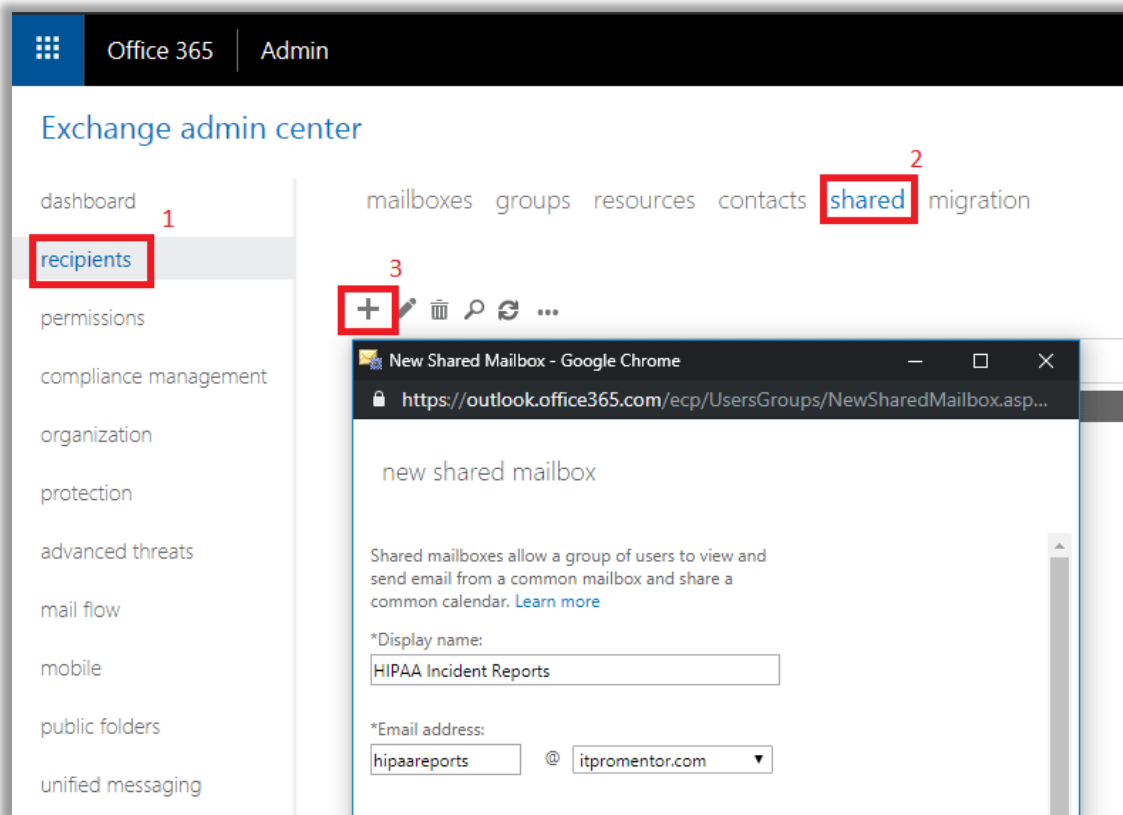 Office 365 Admin
Exchange admin center
2
dashboard
mailboxes groups resources contacts shared migration
1
recipients
3
permissions
New Shared Mailbox - Google Chrome
compliance management
https://outlook.office365.com/ecp/UsersGroups/NewSharedMailbox.asp...
organization
new shared mailbox
protection
advanced threats
Shared mailboxes allow a group of users to view and
send email from a common mailbox and share a
common calendar. Learn more
mail flow
*Display name:
HIPAA Incident Reports
mobile
public folders
*Email address:
hipaareports @ itpromentor.com
unified messaging